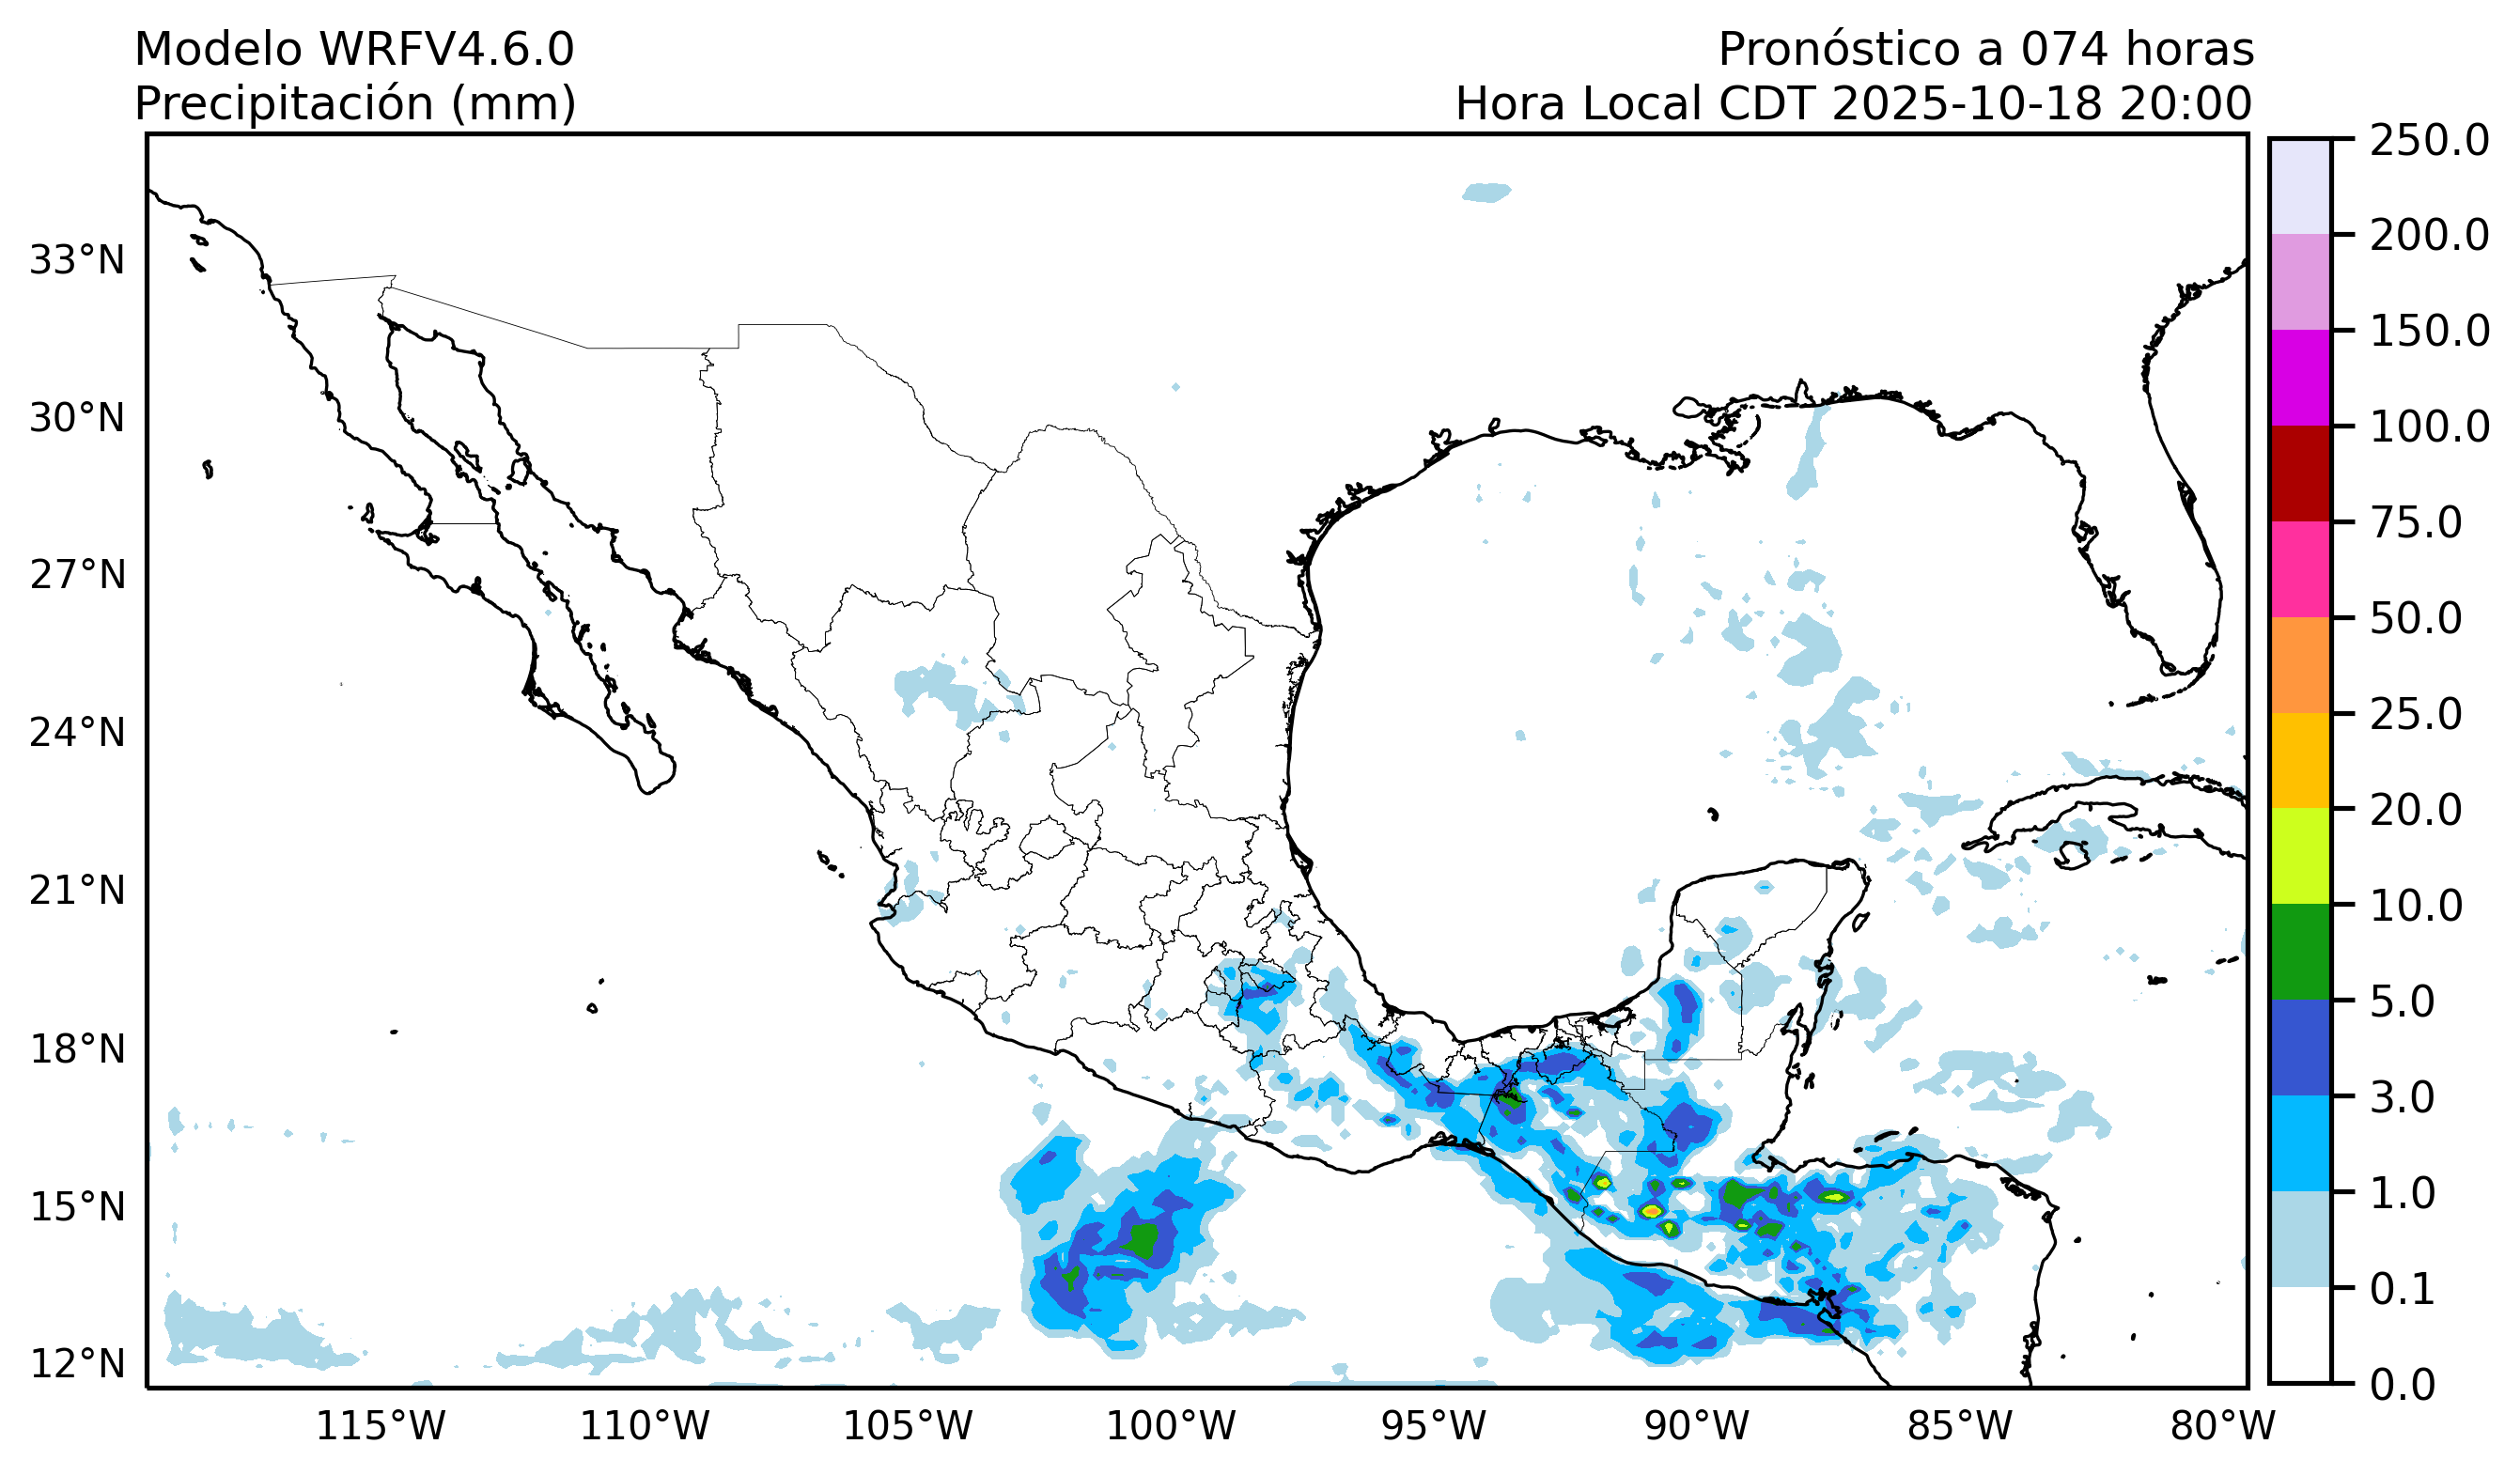 Modelo WRFV4.6.0
Precipitación (mm)
Pronóstico a 074 horas
Hora Local CDT 2025-10-18 20:00
33°N
30°N
27°N
24°N
21°N
18°N
15°N
12°N
115°W
110°W
105°W
100°W
95°W
90°W
85°W
80°W
250.0
200.0
150.0
100.0
75.0
50.0
25.0
20.0
10.0
5.0
3.0
1.0
0.1
0.0